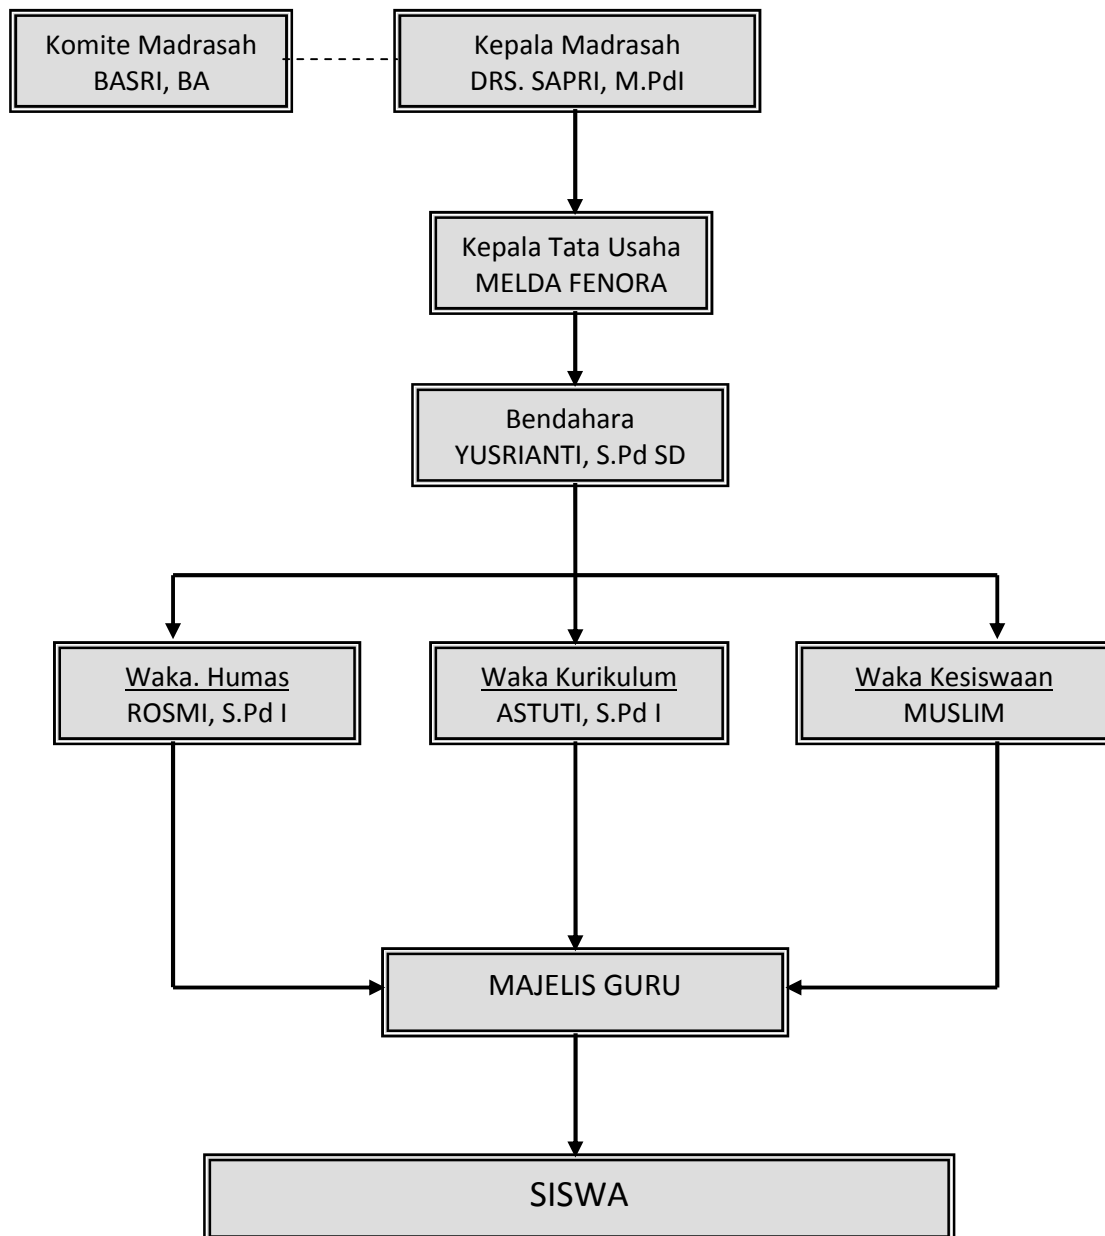 Komite Madrasah
BASRI, BA
Kepala Madrasah
DRS. SAPRI, M.PdI
Kepala Tata Usaha
MELDA FENORA
Bendahara
YUSRIANTI, S.Pd SD
Waka. Humas
ROSMI, S.Pd I
Waka Kurikulum
ASTUTI, S.Pd I
Waka Kesiswaan
MUSLIM
MAJELIS GURU
SISWA